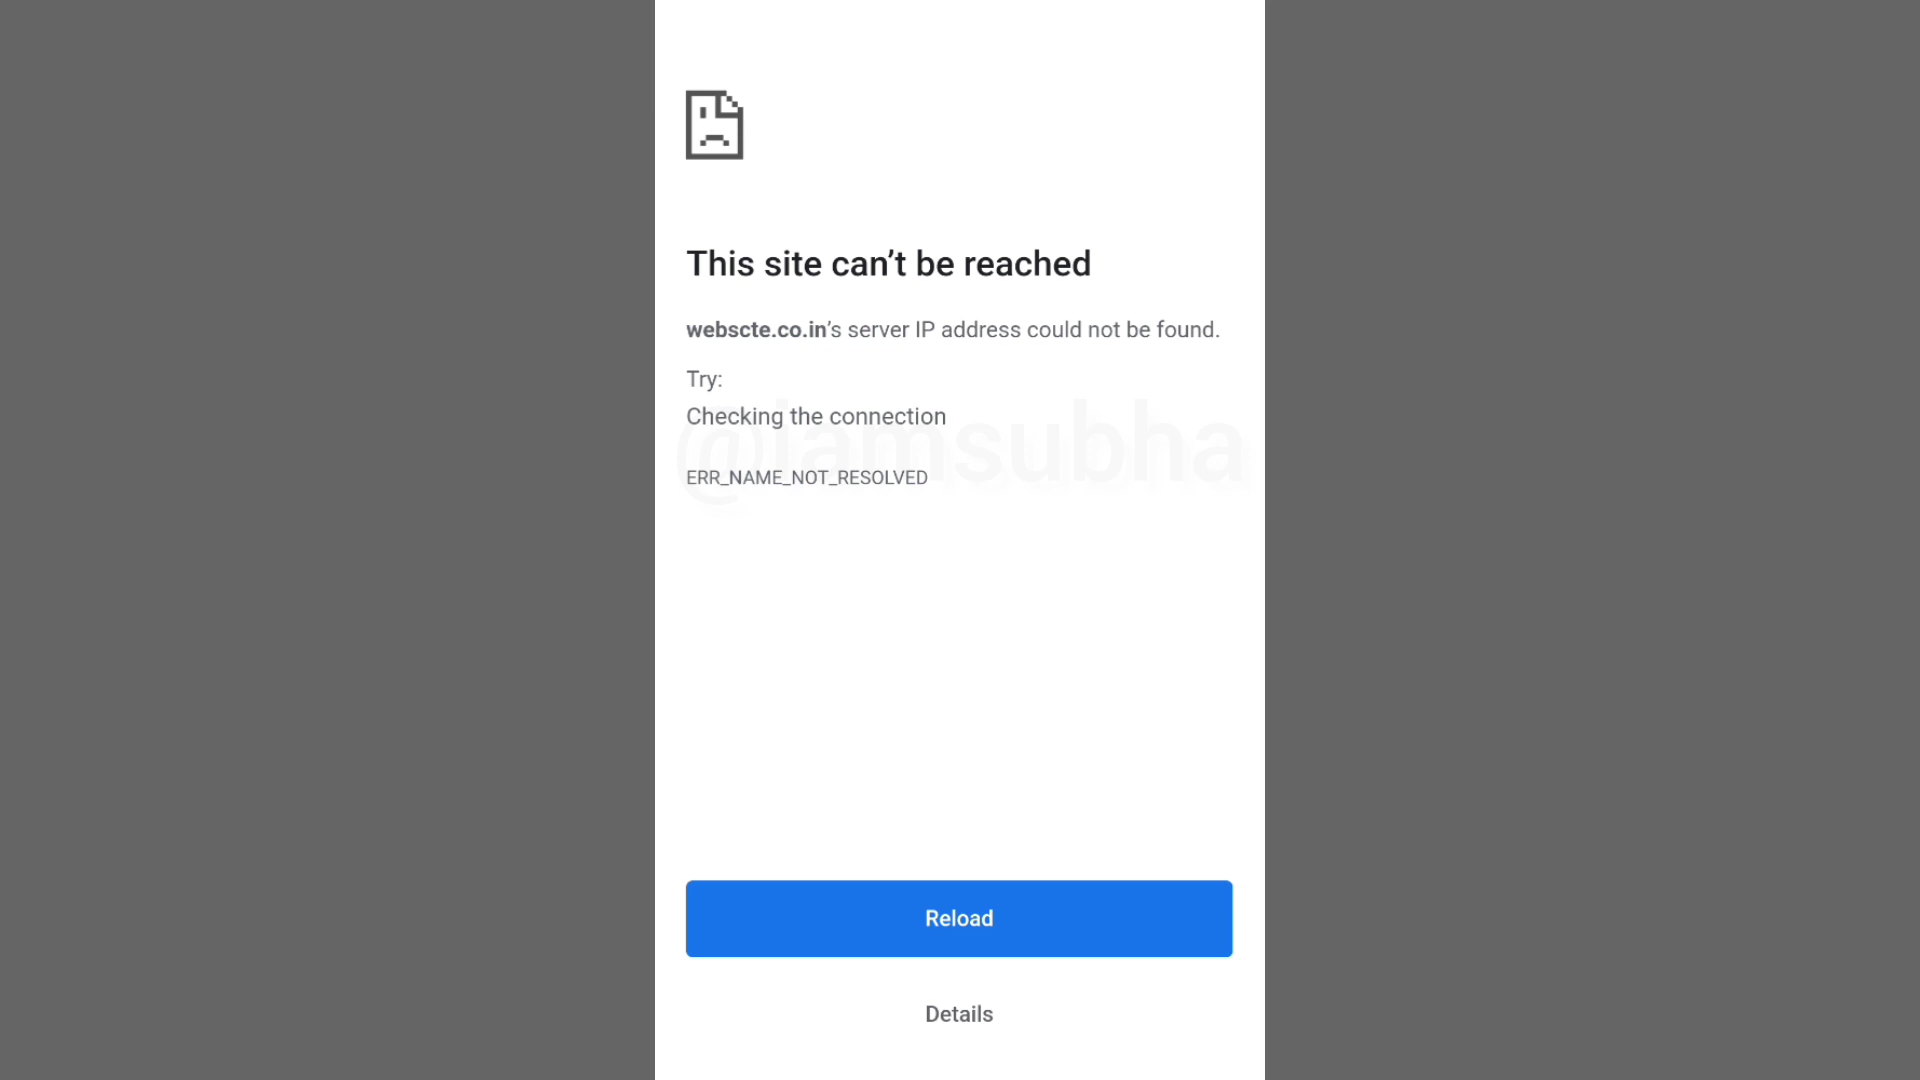 This site can’t be reached
webscte.co.in’s server IP address could not be found.
Try:
Checking the connection
@iamsubha
ERR_NAME_NOT_RESOLVED
Reload
Details